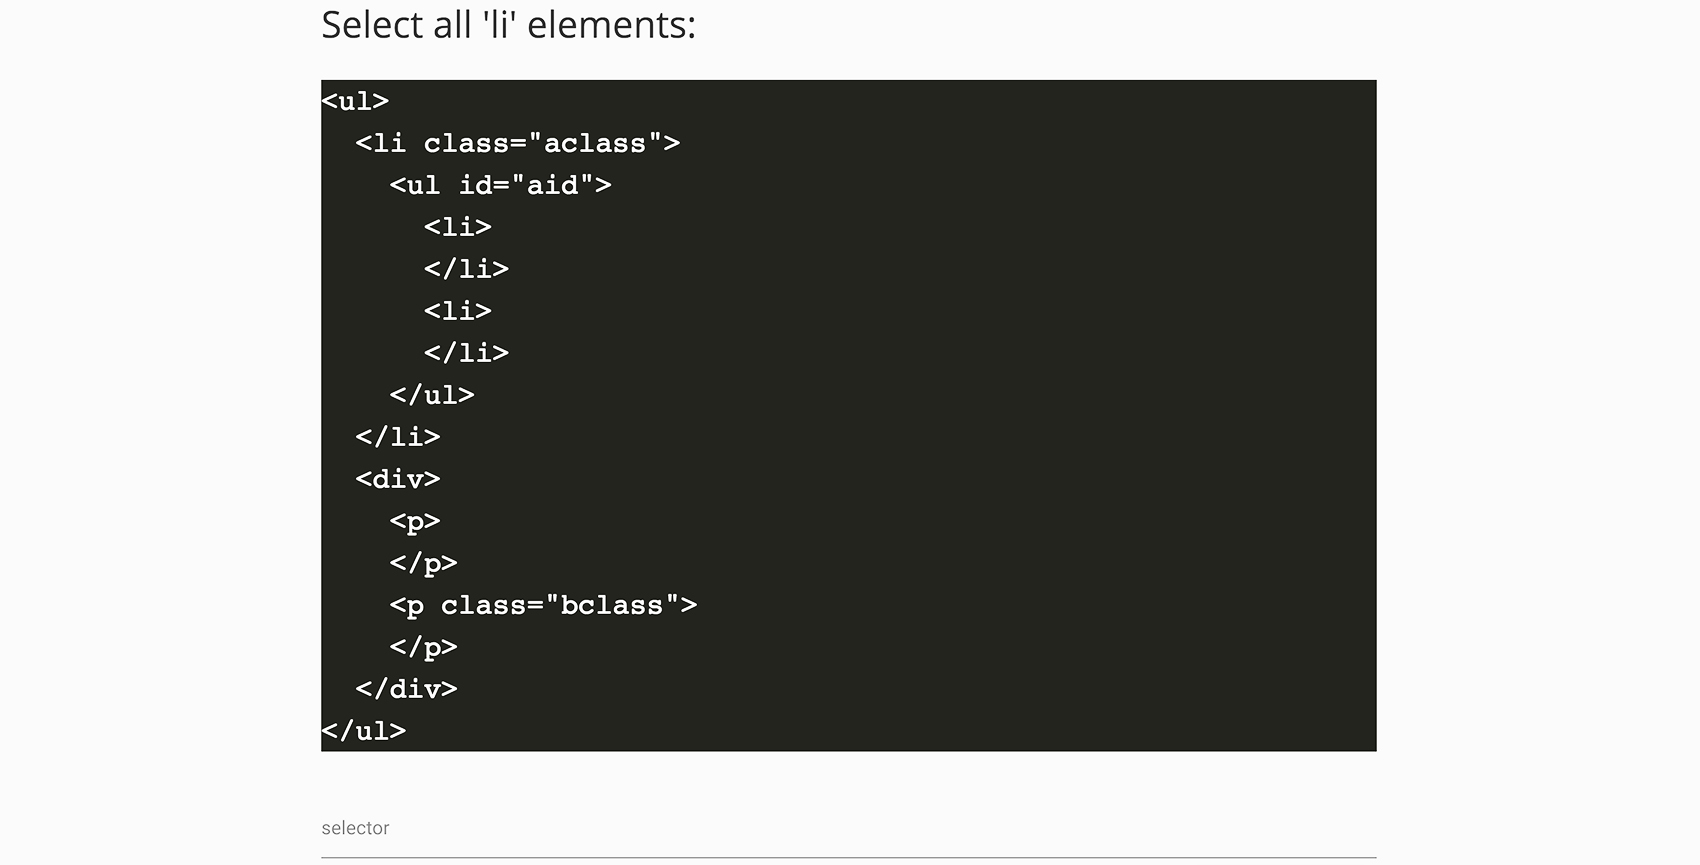 Select all 'li' elements:
<ul>
  <li class="aclass">
    <ul id="aid">
      <li>
      </li>
      <li>
      </li>
    </ul>
  </li>
  <div>
    <p>
    </p>
    <p class="bclass">
    </p>
  </div>
</ul>
selector